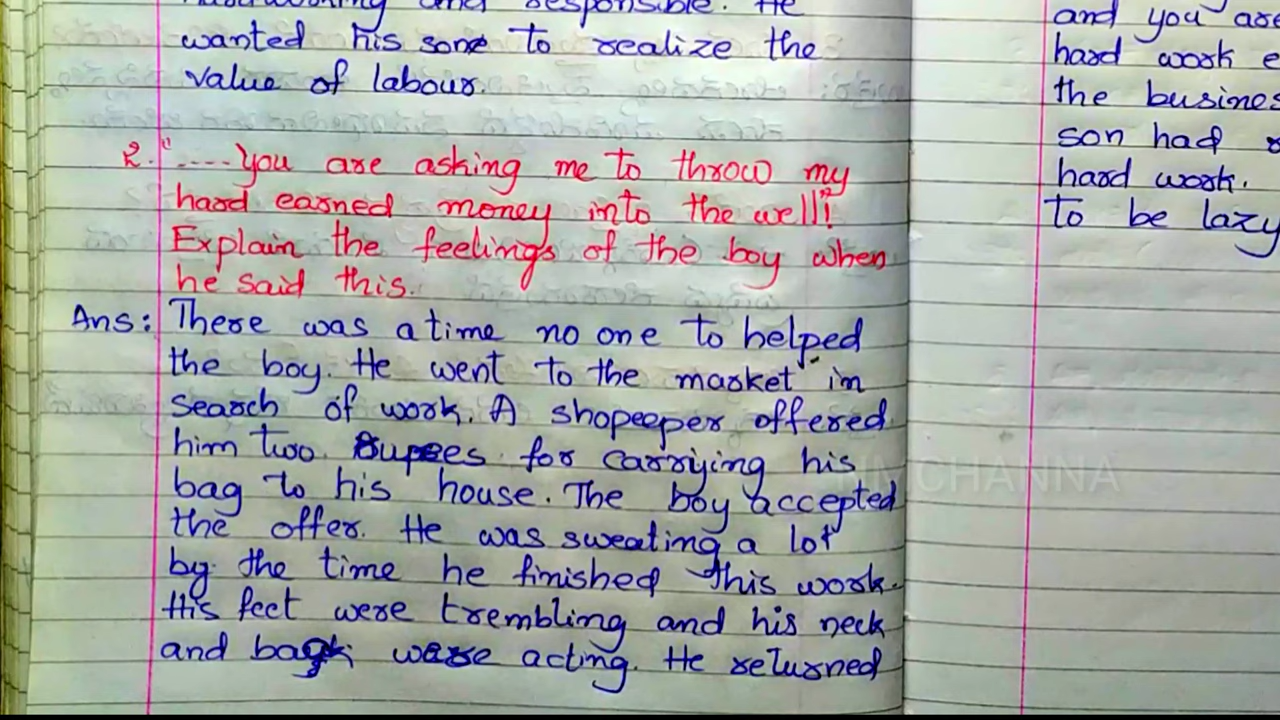 and responsible. He
wanted his sone to realize the
value of labour.
2. "....You are asking me to throw my
hard earned money into the well!"
Explain the feelings of the boy when
he said this.
Ans: There was a time no one to helped
the boy. He went to the market in
search of work. A shopeeper offered
him two rupees for carrying his
bag to his house. The boy accepted
the offer. He was sweating a lot
by the time he finished this work.
His feet were trembling and his neck
and back were acting. He returned
and you are
hard work e
the busines
son had
hard work.
to be lazy
CHANNA